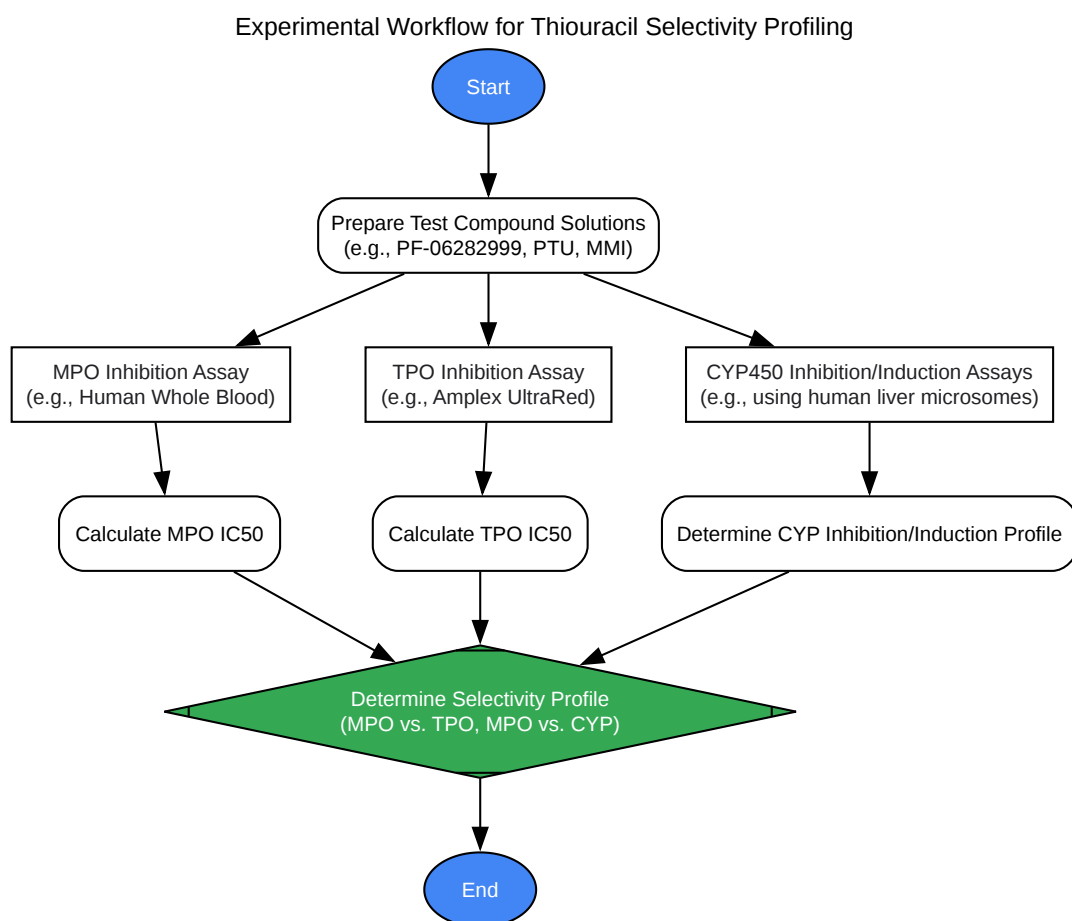 Experimental Workflow for Thiouracil Selectivity Profiling
Start
Prepare Test Compound Solutions
(e.g., PF-06282999, PTU, MMI)
MPO Inhibition Assay
(e.g., Human Whole Blood)
TPO Inhibition Assay
(e.g., Amplex UltraRed)
CYP450 Inhibition/Induction Assays
(e.g., using human liver microsomes)
Calculate MPO IC50
Calculate TPO IC50
Determine CYP Inhibition/Induction Profile
Determine Selectivity Profile
(MPO vs. TPO, MPO vs. CYP)
End